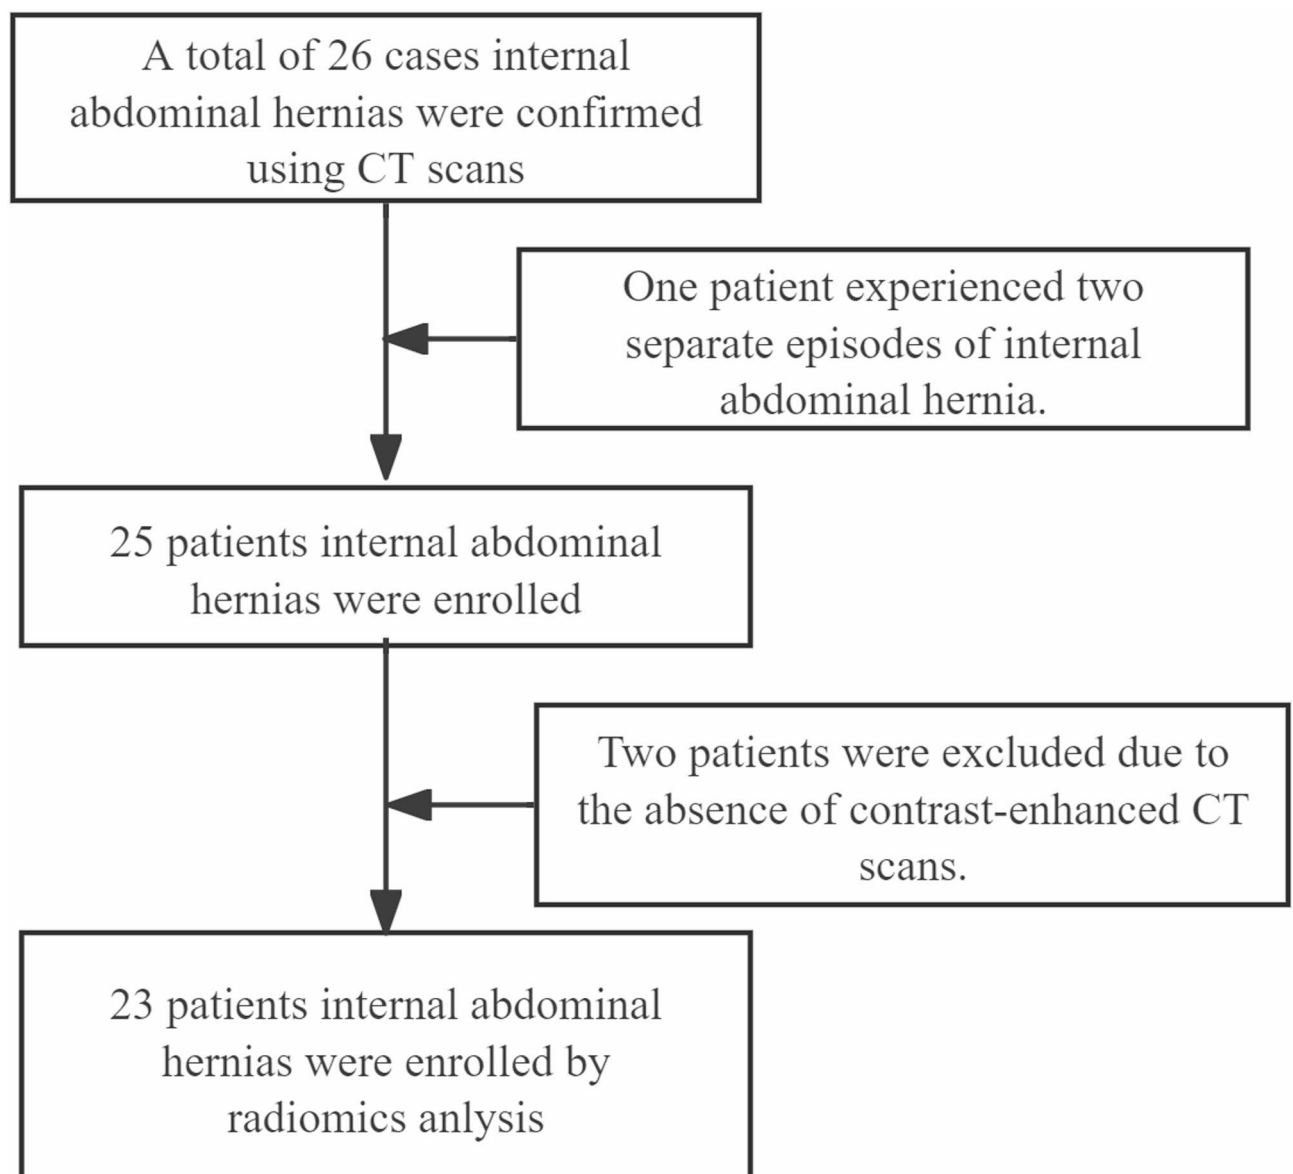 A total of 26 cases internal
abdominal hernias were confirmed
using CT scans
One patient experienced two
separate episodes of internal
abdominal hernia.
25 patients internal abdominal
hernias were enrolled
Two patients were excluded due to
the absence of contrast-enhanced CT
scans.
23 patients internal abdominal
hernias were enrolled by
radiomics anlysis